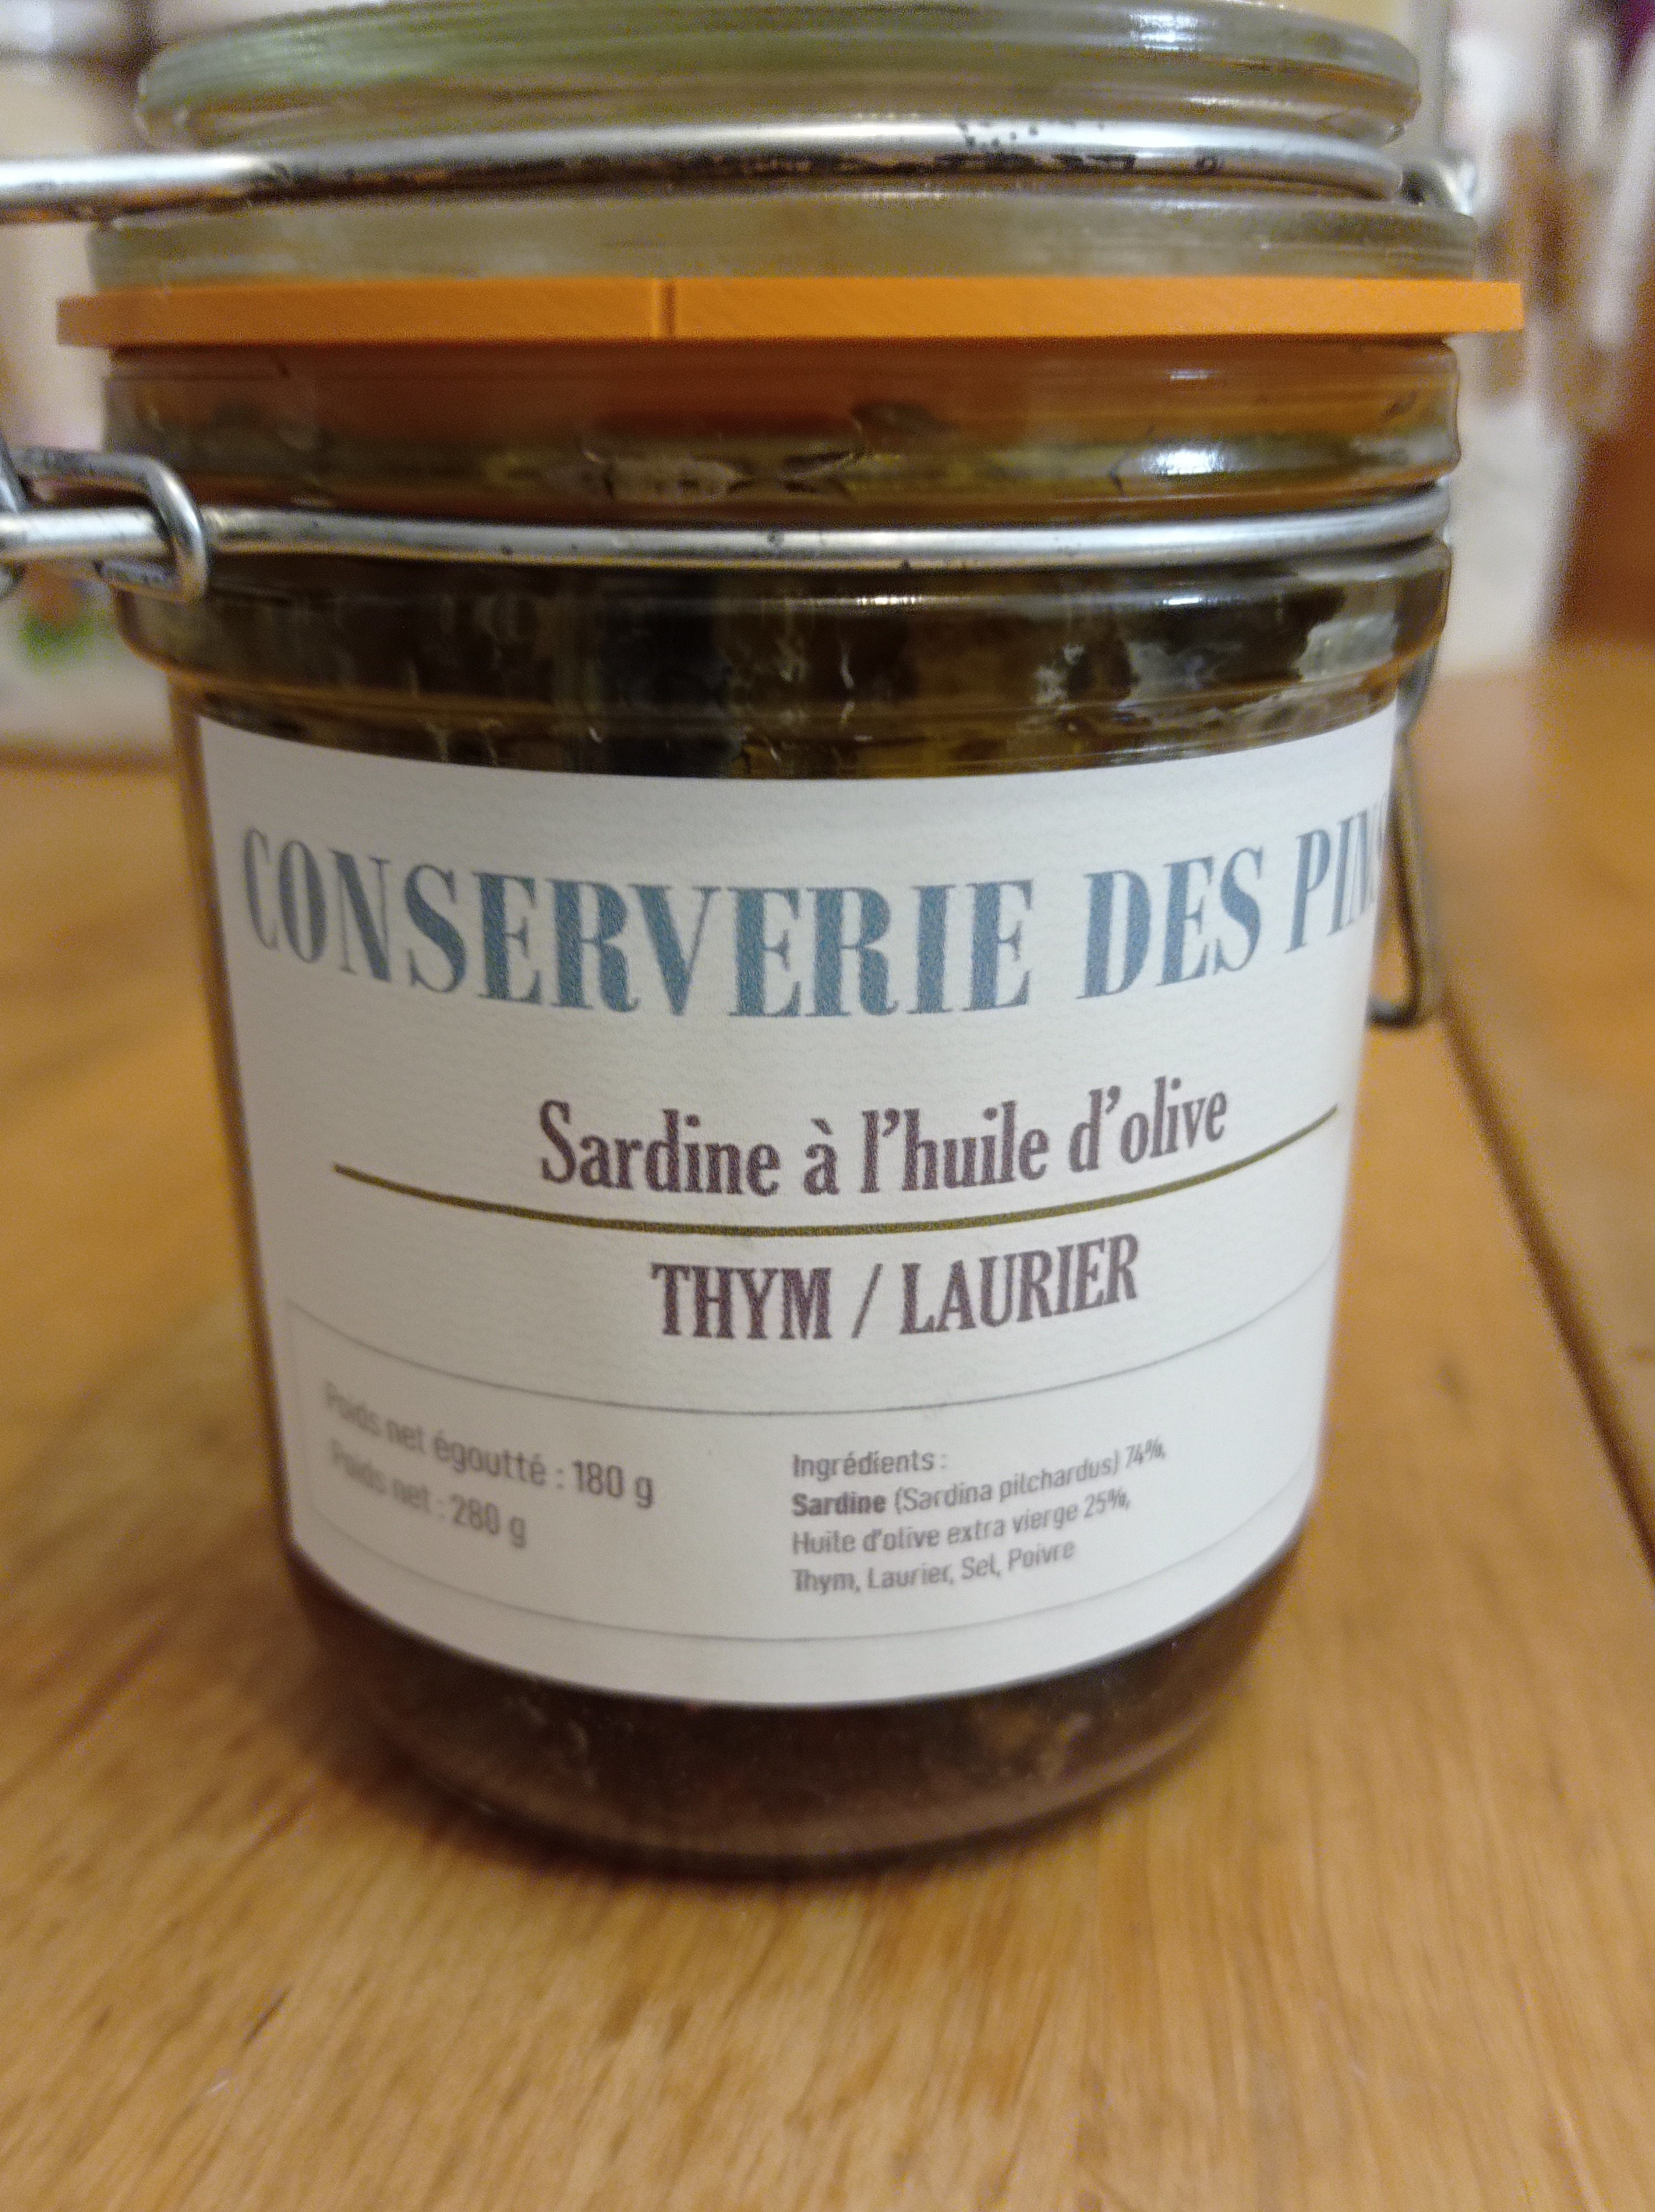 CONSERVERIE DES PINS
Sardine à l'huile d'olive
THYM / LAURIER
Poids net égoutté : 180 g
Poids net : 280 g
Ingrédients :
Sardine (Sardina pilchardus) 74%,
Huile d'olive extra vierge 25%,
Thym, Laurier, Sel, Poivre